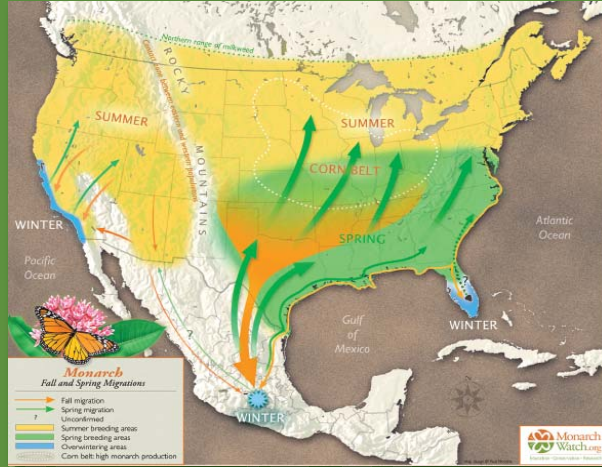 Northern range of milkweed
ROCKY
MOUNTAINS
SUMMER
SUMMER
CORN BELT
SPRING
WINTER
Pacific
Ocean
Atlantic
Ocean
Gulf
of
Mexico
WINTER
?
WINTER
Monarch
Fall and Spring Migrations
Fall migration
Spring migration
? Unconfirmed
Summer breeding areas
Spring breeding areas
Overwintering areas
Corn belt: high monarch production
Monarch
Watch.org